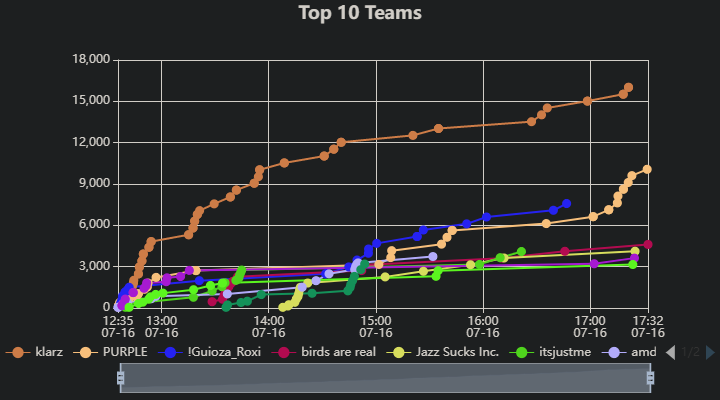 Top 10 Teams
18,000
15,000
12,000
9,000
6,000
3,000
0
12:35 13:00 14:00 15:00 16:00 17:00 17:32
07-16 07-16 07-16 07-16 07-16 07-16 07-16
klarz PURPLE !Guioza_Roxi birds are real Jazz Sucks Inc. itsjustme amd 1/2